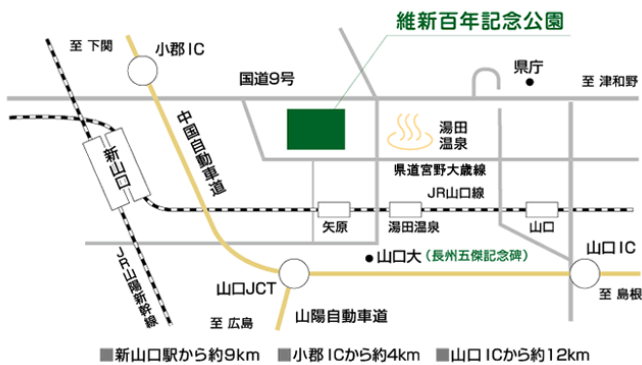 維新百年記念公園
至 下関
小郡IC
国道9号
県庁
至 津和野
中国自動車道
湯田
温泉
新山口
県道宮野大歳線
JR山口線
矢原
湯田温泉
山口
JR山陽新幹線
山口大（長州五傑記念碑）
山口IC
山口JCT
至 島根
至 広島
山陽自動車道
新山口駅から約9km
小郡ICから約4km
山口ICから約12km